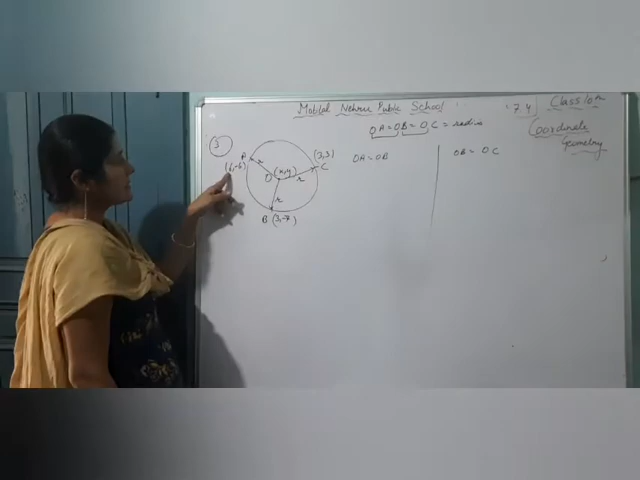 Motilal Nehru Public School
7.4
Class 10th
Coordinate
Geometry
OA = OB = OC = radius
3
A
(6,-6)
r
O (x,y)
r
(3,3)
C
r
B (3,-7)
OA = OB
OB = OC